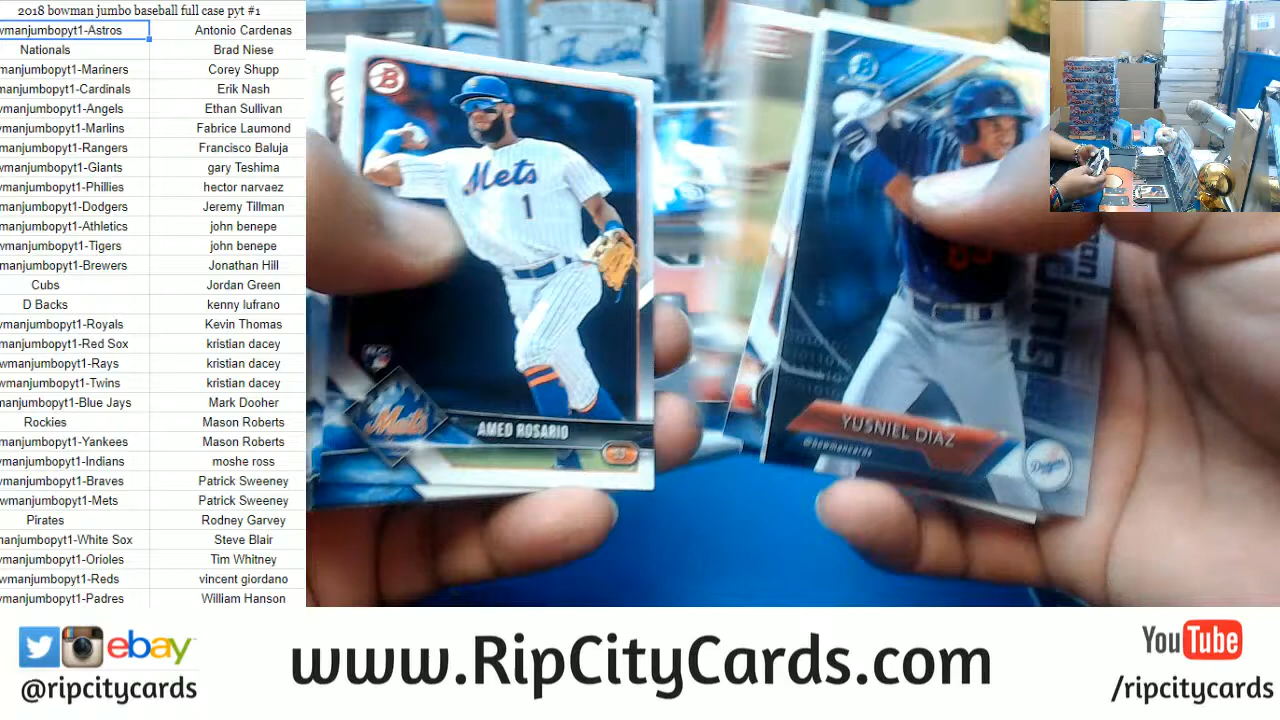 2018 bowman jumbo baseball full case pyt #1
wmanjumbopyt1-Astros Antonio Cardenas
Nationals Brad Niese
manjumbopyt1-Mariners Corey Shupp
manjumbopyt1-Cardinals Erik Nash
wmanjumbopyt1-Angels Ethan Sullivan
wmanjumbopyt1-Marlins Fabrice Laumond
manjumbopyt1-Rangers Francisco Baluja
wmanjumbopyt1-Giants gary Teshima
wmanjumbopyt1-Phillies hector narvaez
manjumbopyt1-Dodgers Jeremy Tillman
manjumbopyt1-Athletics john benepe
wmanjumbopyt1-Tigers john benepe
manjumbopyt1-Brewers Jonathan Hill
Cubs Jordan Green
D Backs kenny lufrano
wmanjumbopyt1-Royals Kevin Thomas
manjumbopyt1-Red Sox kristian dacey
wmanjumbopyt1-Rays kristian dacey
wmanjumbopyt1-Twins kristian dacey
manjumbopyt1-Blue Jays Mark Dooher
Rockies Mason Roberts
manjumbopyt1-Yankees Mason Roberts
wmanjumbopyt1-Indians moshe ross
wmanjumbopyt1-Braves Patrick Sweeney
wmanjumbopyt1-Mets Patrick Sweeney
Pirates Rodney Garvey
manjumbopyt1-White Sox Steve Blair
wmanjumbopyt1-Orioles Tim Whitney
wmanjumbopyt1-Reds vincent giordano
wmanjumbopyt1-Padres William Hanson
B
Mets
1
RC
Mets
AMED ROSARIO
SS
B
YUSNIEL DIAZ
@bowmancards
Dodgers
ebay
@ripcitycards
www.RipCityCards.com
YouTube
/ripcitycards